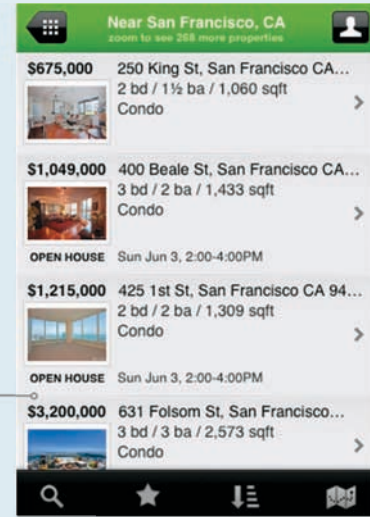 Near San Francisco, CA
zoom to see 268 more properties
$675,000 250 King St, San Francisco CA...
2 bd / 1½ ba / 1,060 sqft
Condo
$1,049,000 400 Beale St, San Francisco CA...
3 bd / 2 ba / 1,433 sqft
Condo
OPEN HOUSE Sun Jun 3, 2:00-4:00PM
$1,215,000 425 1st St, San Francisco CA 94...
2 bd / 2 ba / 1,309 sqft
Condo
OPEN HOUSE Sun Jun 3, 2:00-4:00PM
$3,200,000 631 Folsom St, San Francisco...
3 bd / 3 ba / 2,573 sqft
Condo